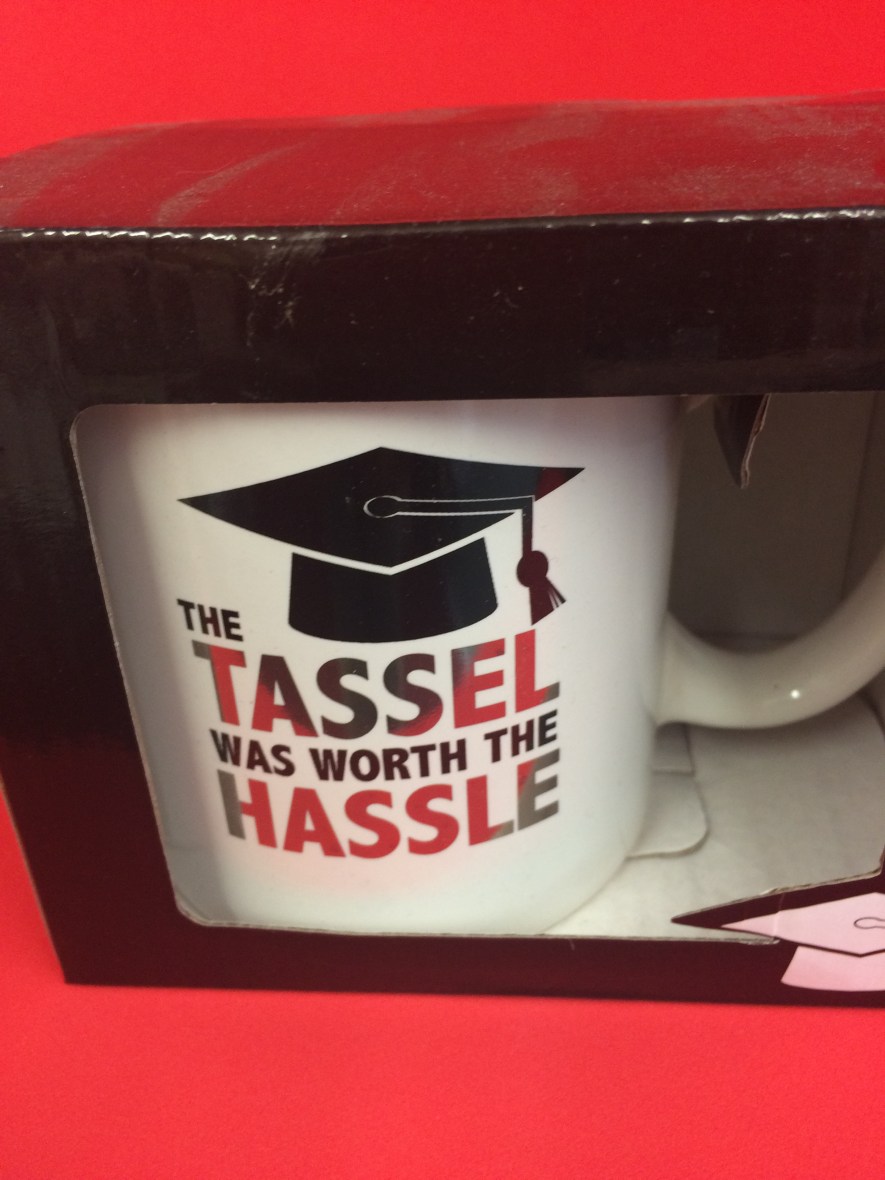 THE
TASSEL
WAS WORTH THE
HASSLE